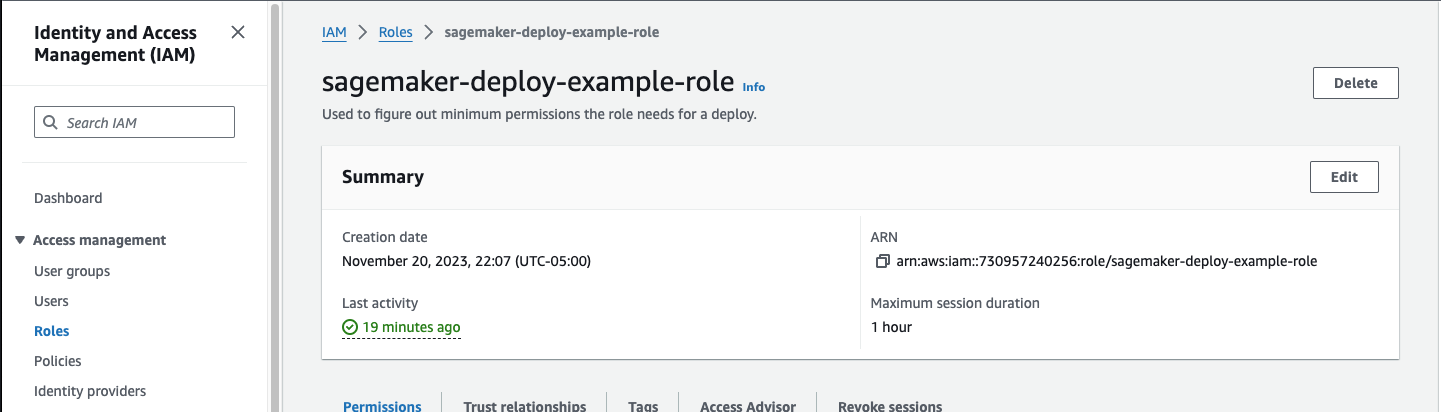 Identity and Access
Management (IAM)
Search IAM
Dashboard
Access management
User groups
Users
Roles
Policies
Identity providers
IAM > Roles > sagemaker-deploy-example-role
sagemaker-deploy-example-role Info
Delete
Used to figure out minimum permissions the role needs for a deploy.
Summary
Edit
Creation date
November 20, 2023, 22:07 (UTC-05:00)
ARN
arn:aws:iam::730957240256:role/sagemaker-deploy-example-role
Last activity
19 minutes ago
Maximum session duration
1 hour
Permissions Trust relationships Tags Access Advisor Revoke sessions